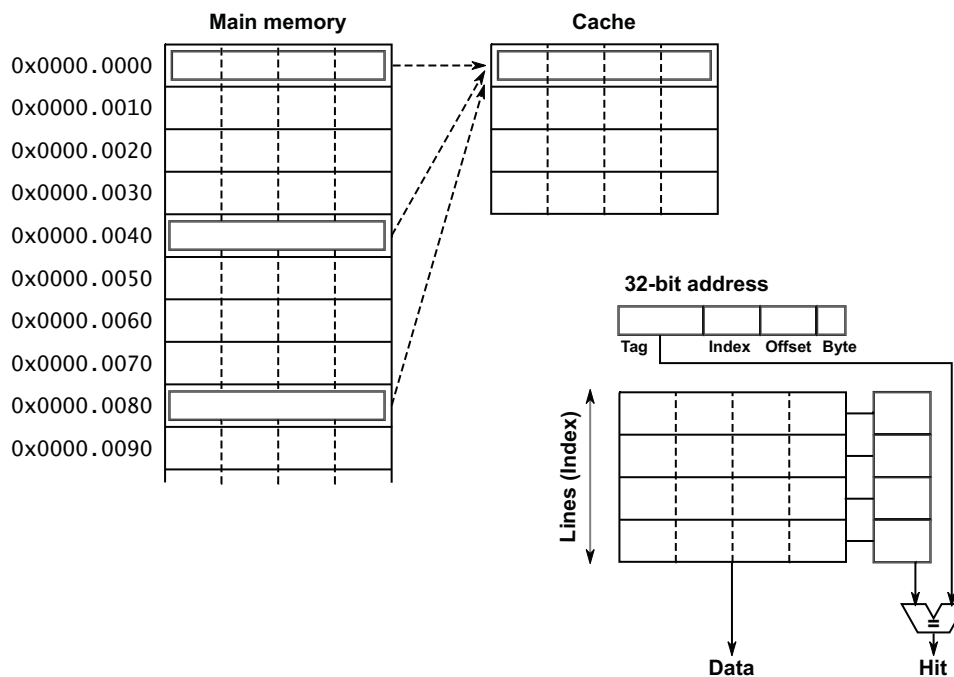 Main memory
Cache
0x0000.0000
0x0000.0010
0x0000.0020
0x0000.0030
0x0000.0040
0x0000.0050
0x0000.0060
0x0000.0070
0x0000.0080
0x0000.0090
32-bit address
Tag Index Offset Byte
Lines (Index)
=
Data
Hit